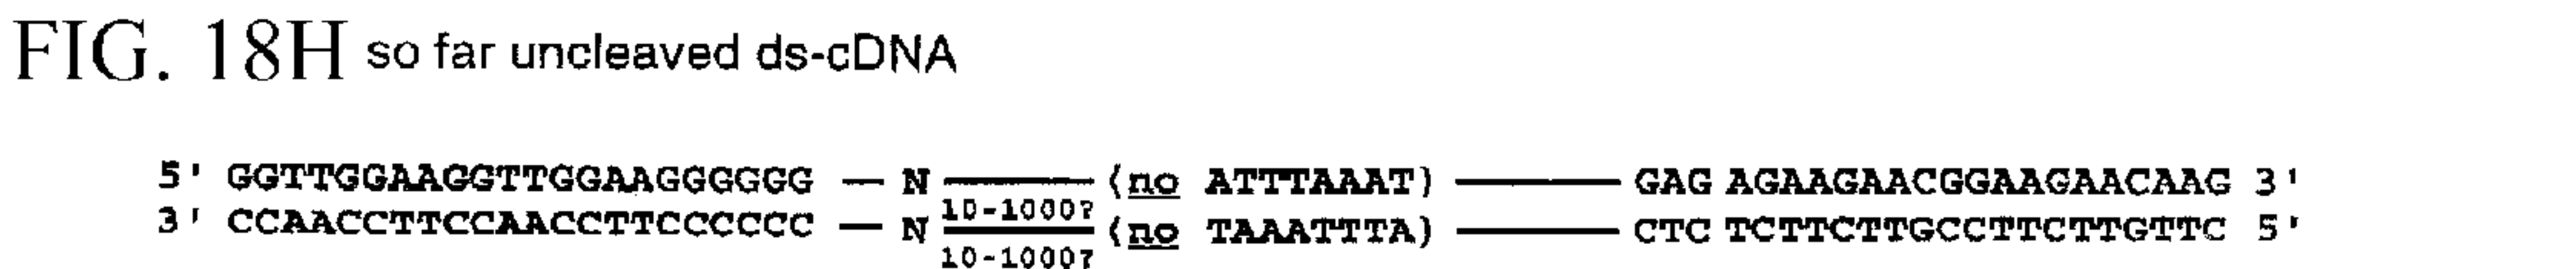 FIG. 18H so far uncleaved ds-cDNA
5' GGTTGGAAGGTTGGAAGGGGGG — N ——— (no ATTTAAAT) ——— GAG AGAAGAACGGAAGAACAAG 3'
10-1000?
3' CCAACCTTCCAACCTTCCCCCC — N ——— (no TAAATTTA) ——— CTC TCTTCTTGCCTTCTTGTTC 5'
10-1000?